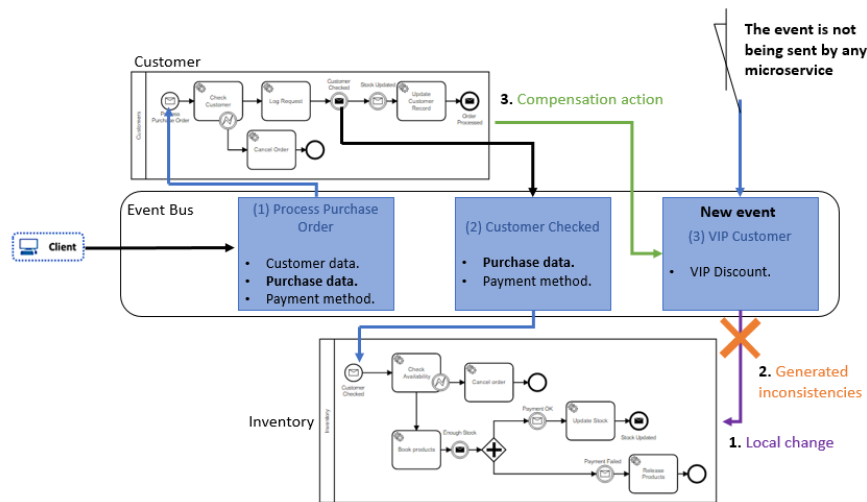 The event is not
being sent by any
microservice
Customer
Customers
Process
Purchase Order
Check
Customer
Log Request
Customer
Checked
Stock Updated
Update
Customer
Record
Order
Processed
Cancel Order
3. Compensation action
Event Bus
Client
(1) Process Purchase
Order
• Customer data.
• Purchase data.
• Payment method.
(2) Customer Checked
• Purchase data.
• Payment method.
New event
(3) VIP Customer
• VIP Discount.
2. Generated
inconsistencies
1. Local change
Inventory
Inventory
Customer
Checked
Check
Availability
Cancel order
Book products
Enough Stock
Payment OK
Update Stock
Stock Updated
Payment Failed
Release
Products